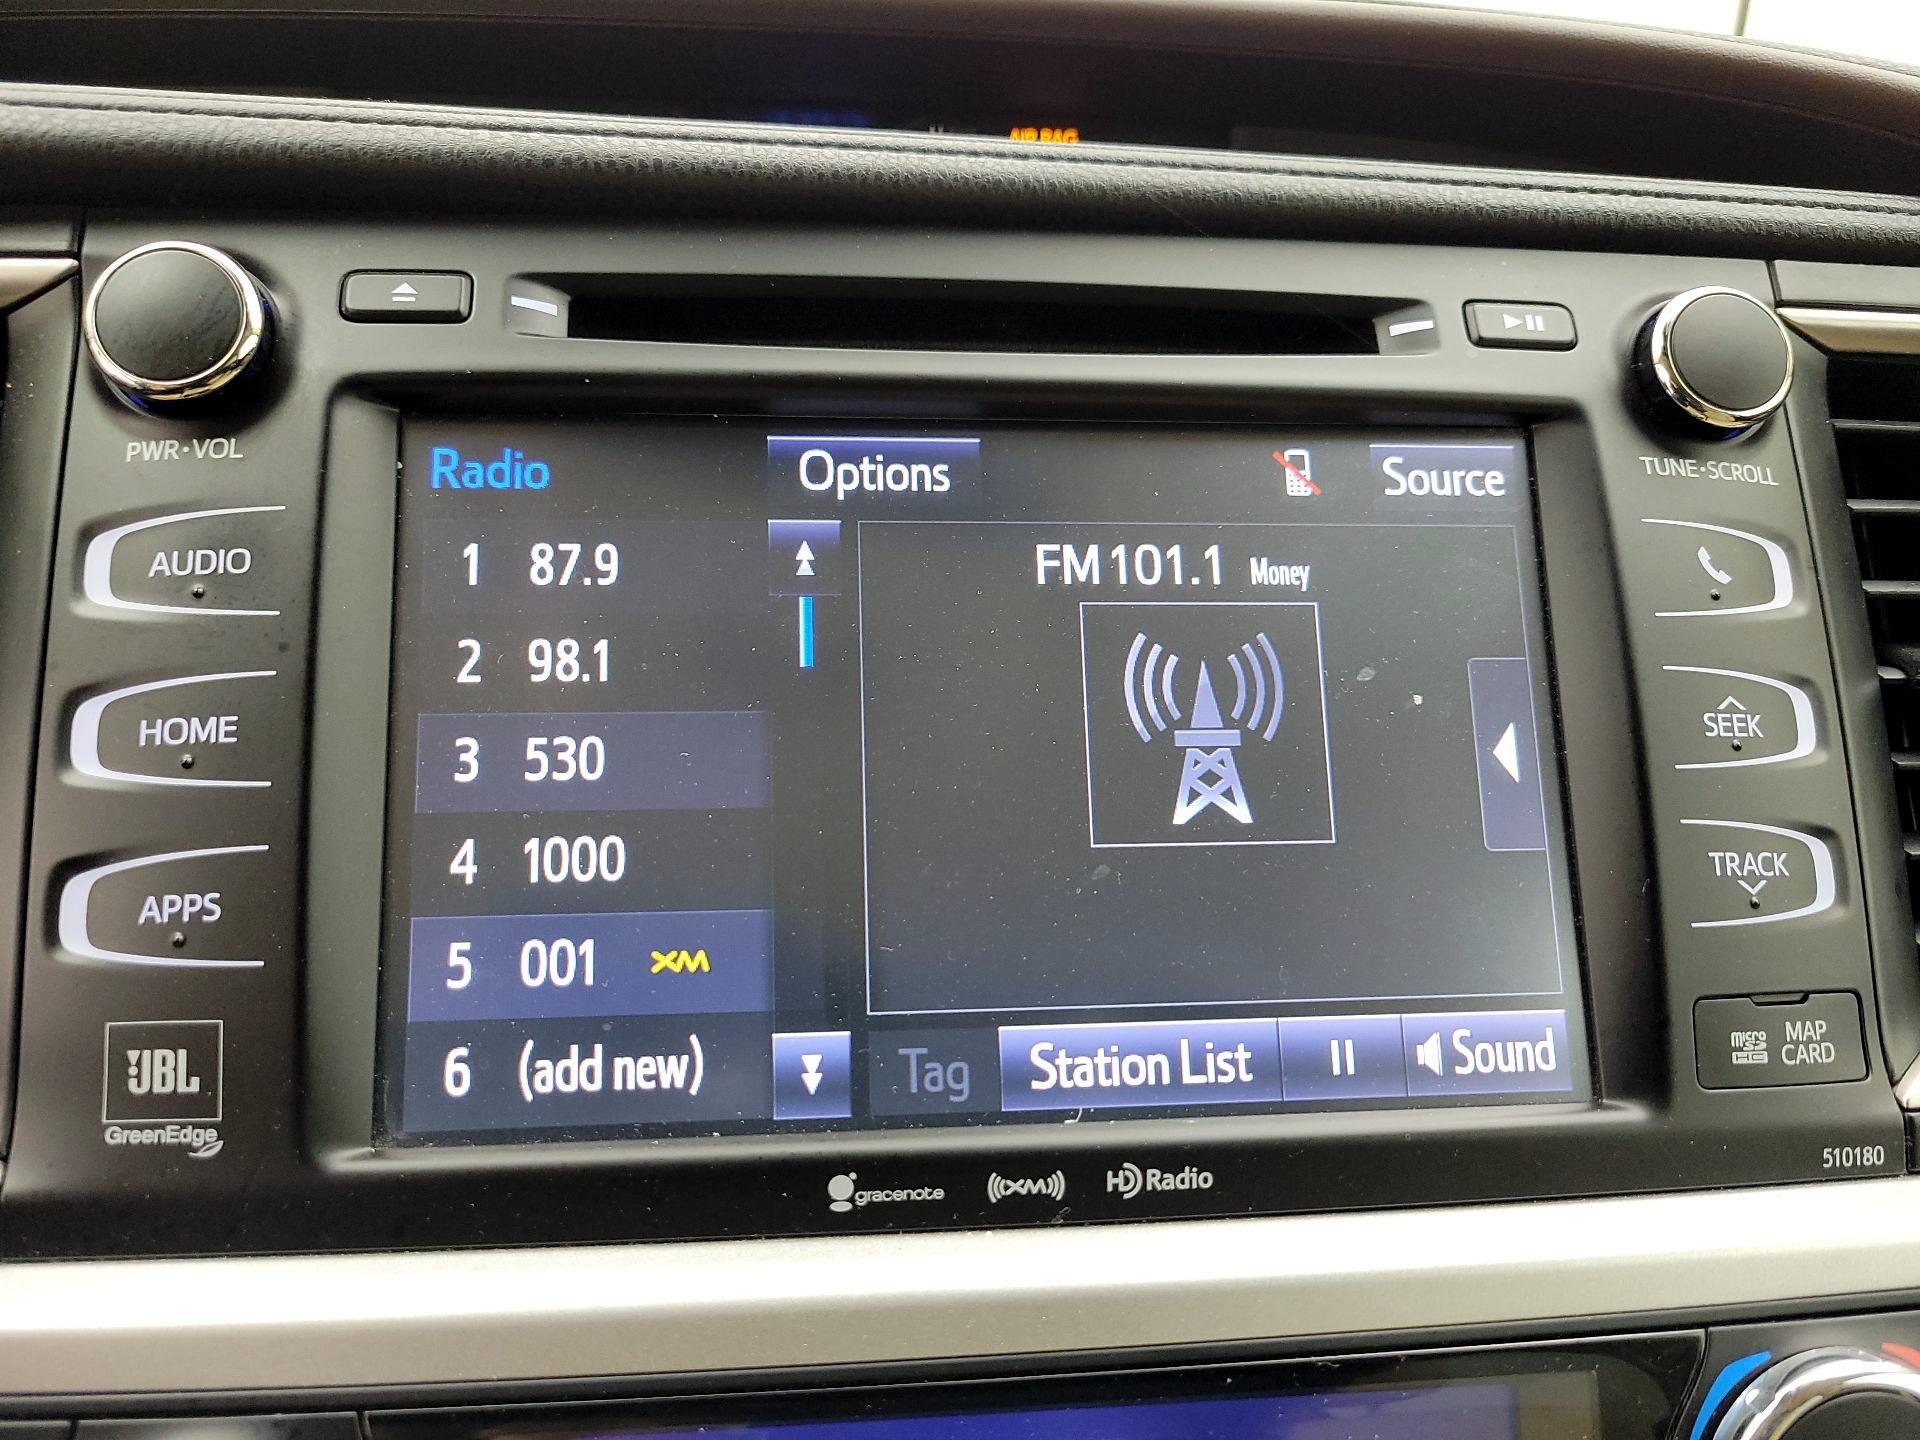 AIR BAG
PWR•VOL
TUNE•SCROLL
Radio
Options
Source
AUDIO
1 87.9
FM 101.1 Money
2 98.1
HOME
3 530
SEEK
4 1000
TRACK
APPS
5 001 XM
MAP
CARD
micro
SD
HC
6 (add new)
Tag
Station List
Sound
JBL
GreenEdge
510180
gracenote
((XM))
HD Radio